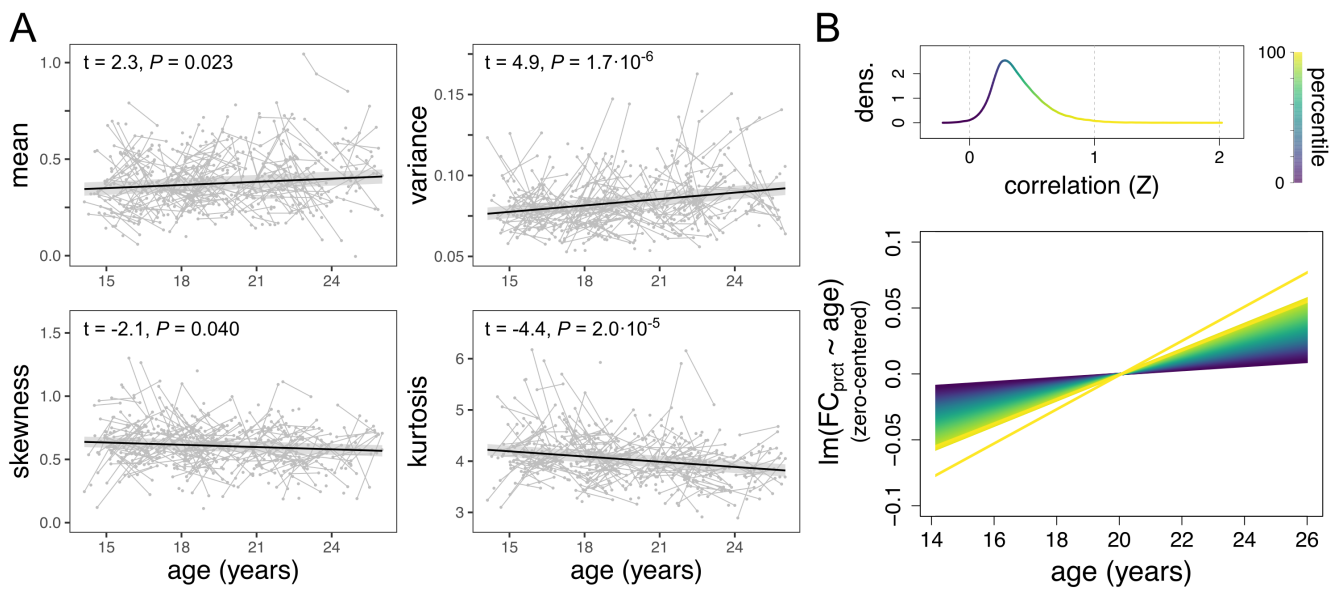 A
t = 2.3, P = 0.023
mean
1.0
0.5
0.0
15 18 21 24
t = 4.9, P = 1.7·10⁻⁶
variance
0.15
0.10
0.05
15 18 21 24
t = -2.1, P = 0.040
skewness
1.5
1.0
0.5
0.0
15 18 21 24
age (years)
t = -4.4, P = 2.0·10⁻⁵
kurtosis
6
5
4
3
15 18 21 24
age (years)
B
dens.
2
1
0
0 1 2
correlation (Z)
100
0
percentile
lm(FCprct ~ age)
(zero-centered)
0.1
0.05
0.0
−0.05
−0.1
14 16 18 20 22 24 26
age (years)